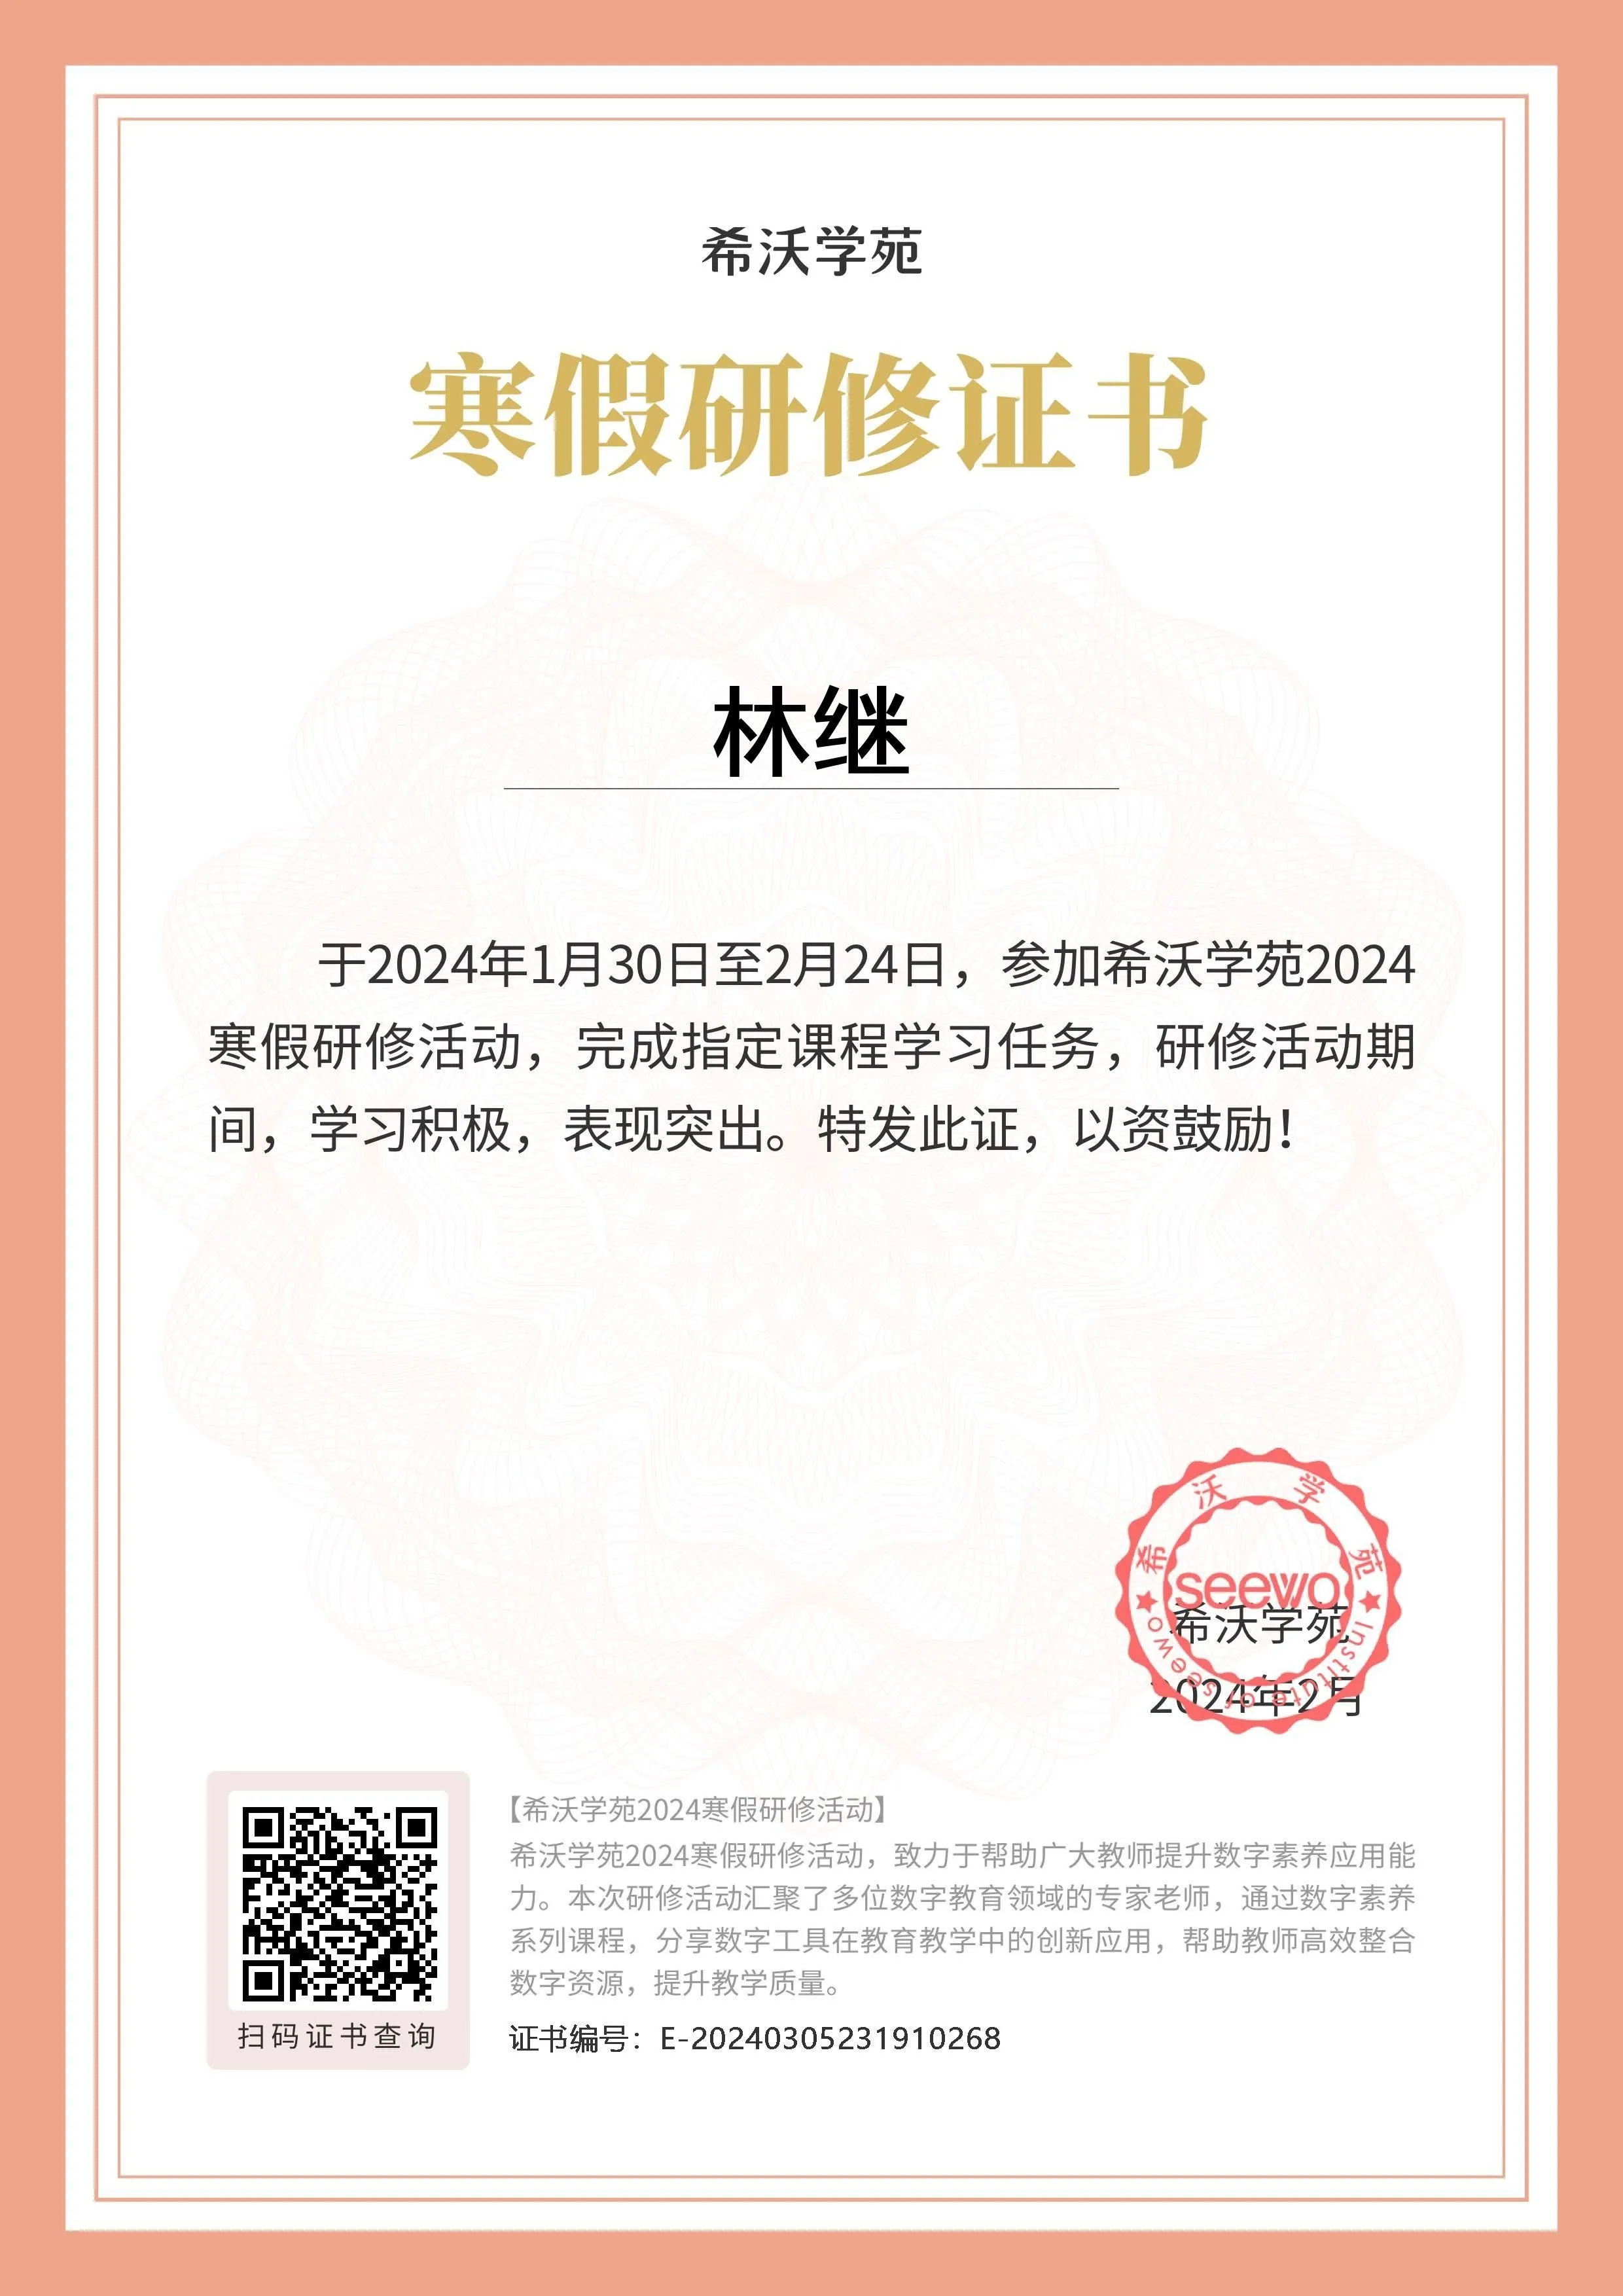 希沃学苑
寒假研修证书
林继
于2024年1月30日至2月24日，参加希沃学苑2024
寒假研修活动，完成指定课程学习任务，研修活动期
间，学习积极，表现突出。特发此证，以资鼓励！
希沃学苑
seewo
Institute of seewo
希沃学苑
2024年2月
【希沃学苑2024寒假研修活动】
希沃学苑2024寒假研修活动，致力于帮助广大教师提升数字素养应用能
力。本次研修活动汇聚了多位数字教育领域的专家老师，通过数字素养
系列课程，分享数字工具在教育教学中的创新应用，帮助教师高效整合
数字资源，提升教学质量。
扫码证书查询
证书编号：E-20240305231910268